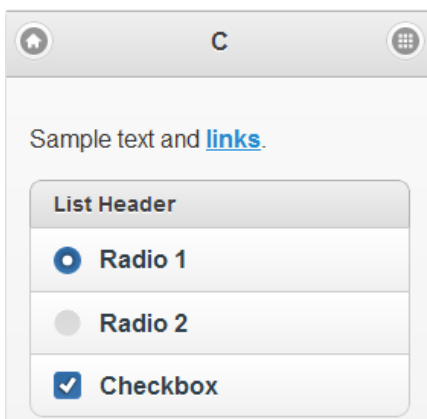 C
Sample text and links.
List Header
Radio 1
Radio 2
Checkbox